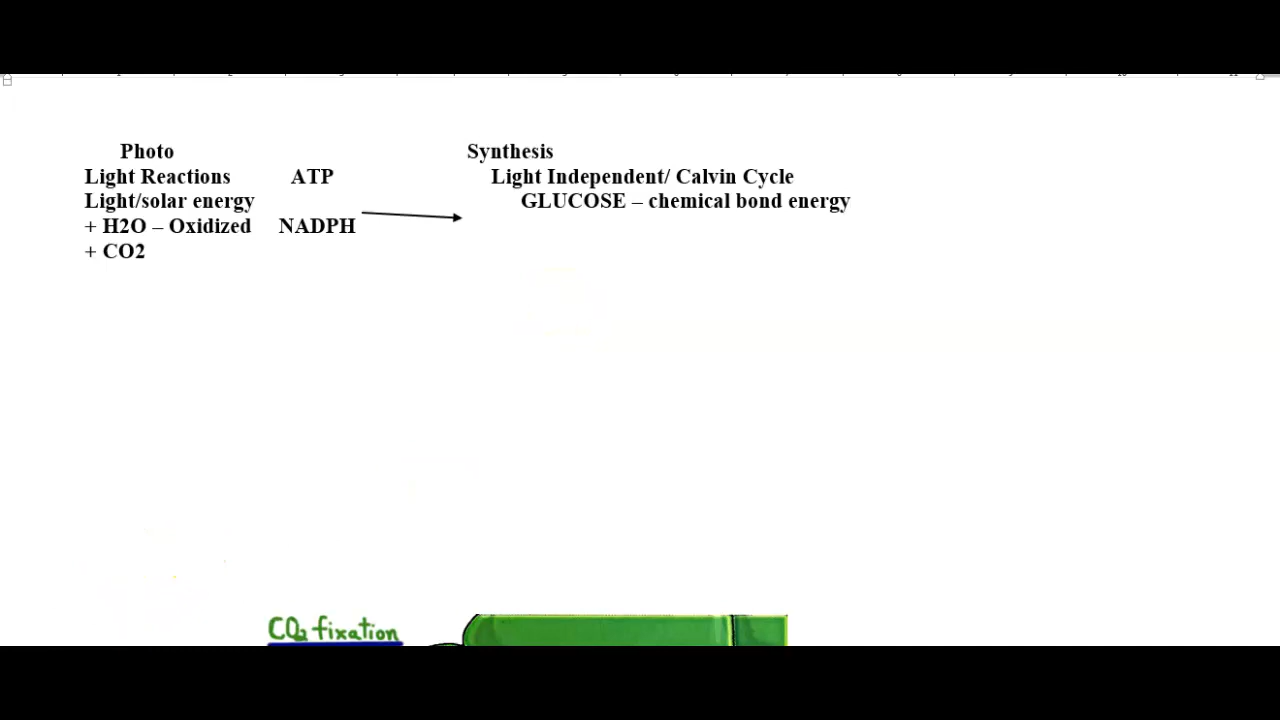 Photo Synthesis
Light Reactions ATP Light Independent/ Calvin Cycle
Light/solar energy GLUCOSE – chemical bond energy
+ H2O – Oxidized NADPH
+ CO2
CO2 fixation